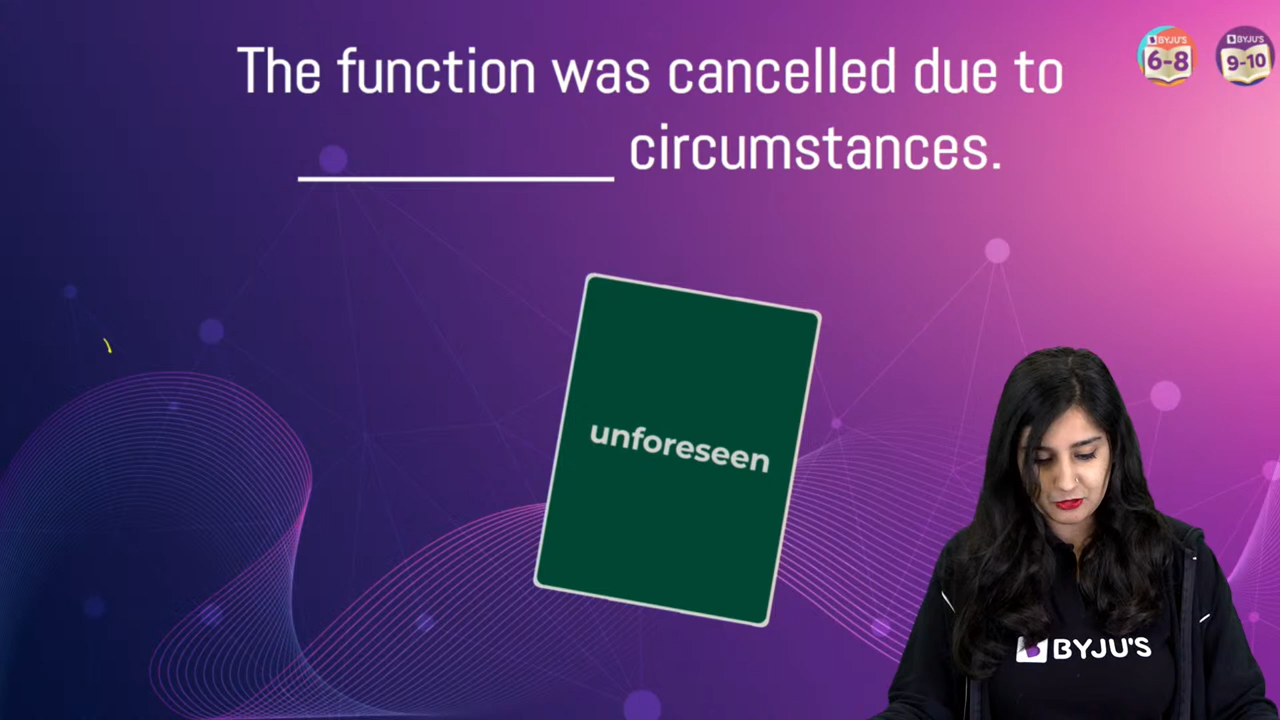 The function was cancelled due to
____________ circumstances.
BYJU'S
6-8
BYJU'S
9-10
unforeseen
BYJU'S